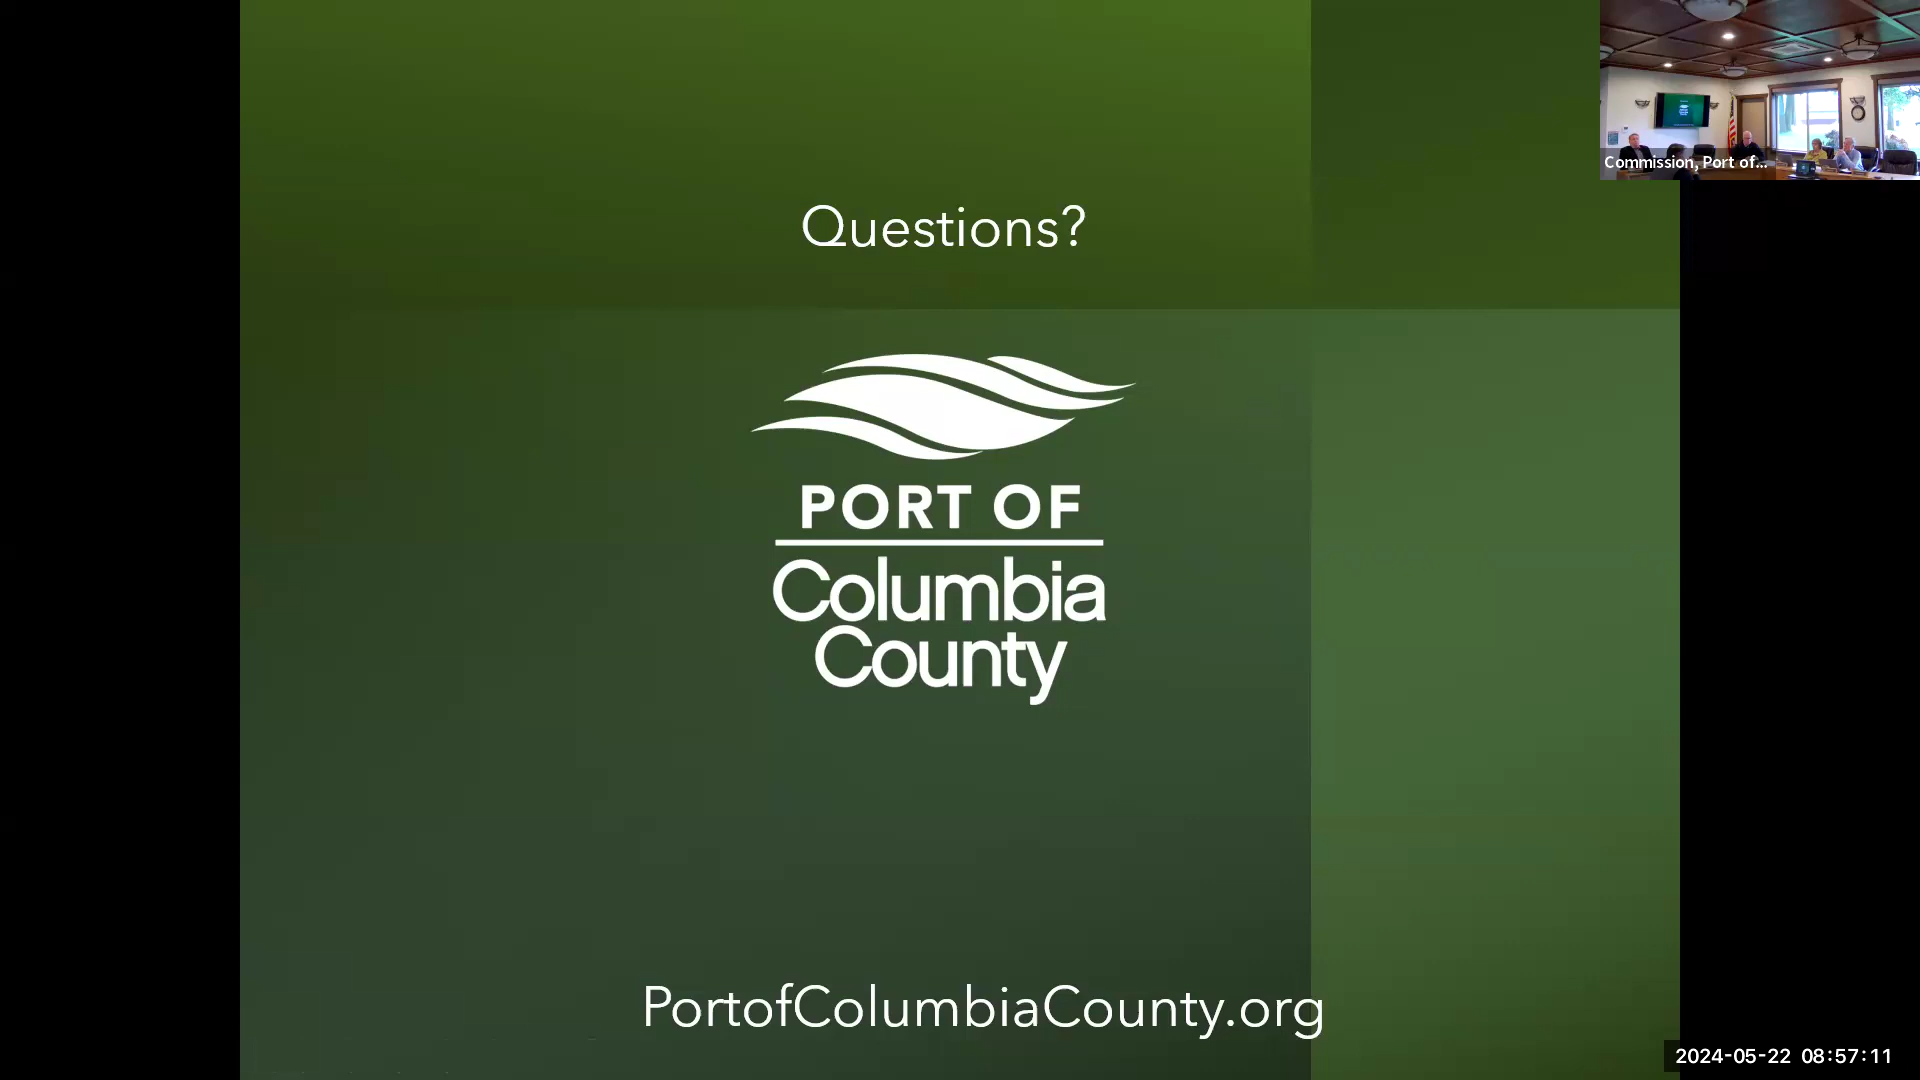 Questions?
Commission, Port of...
PORT OF
Columbia
County
PortofColumbiaCounty.org
2024-05-22 08:57:11